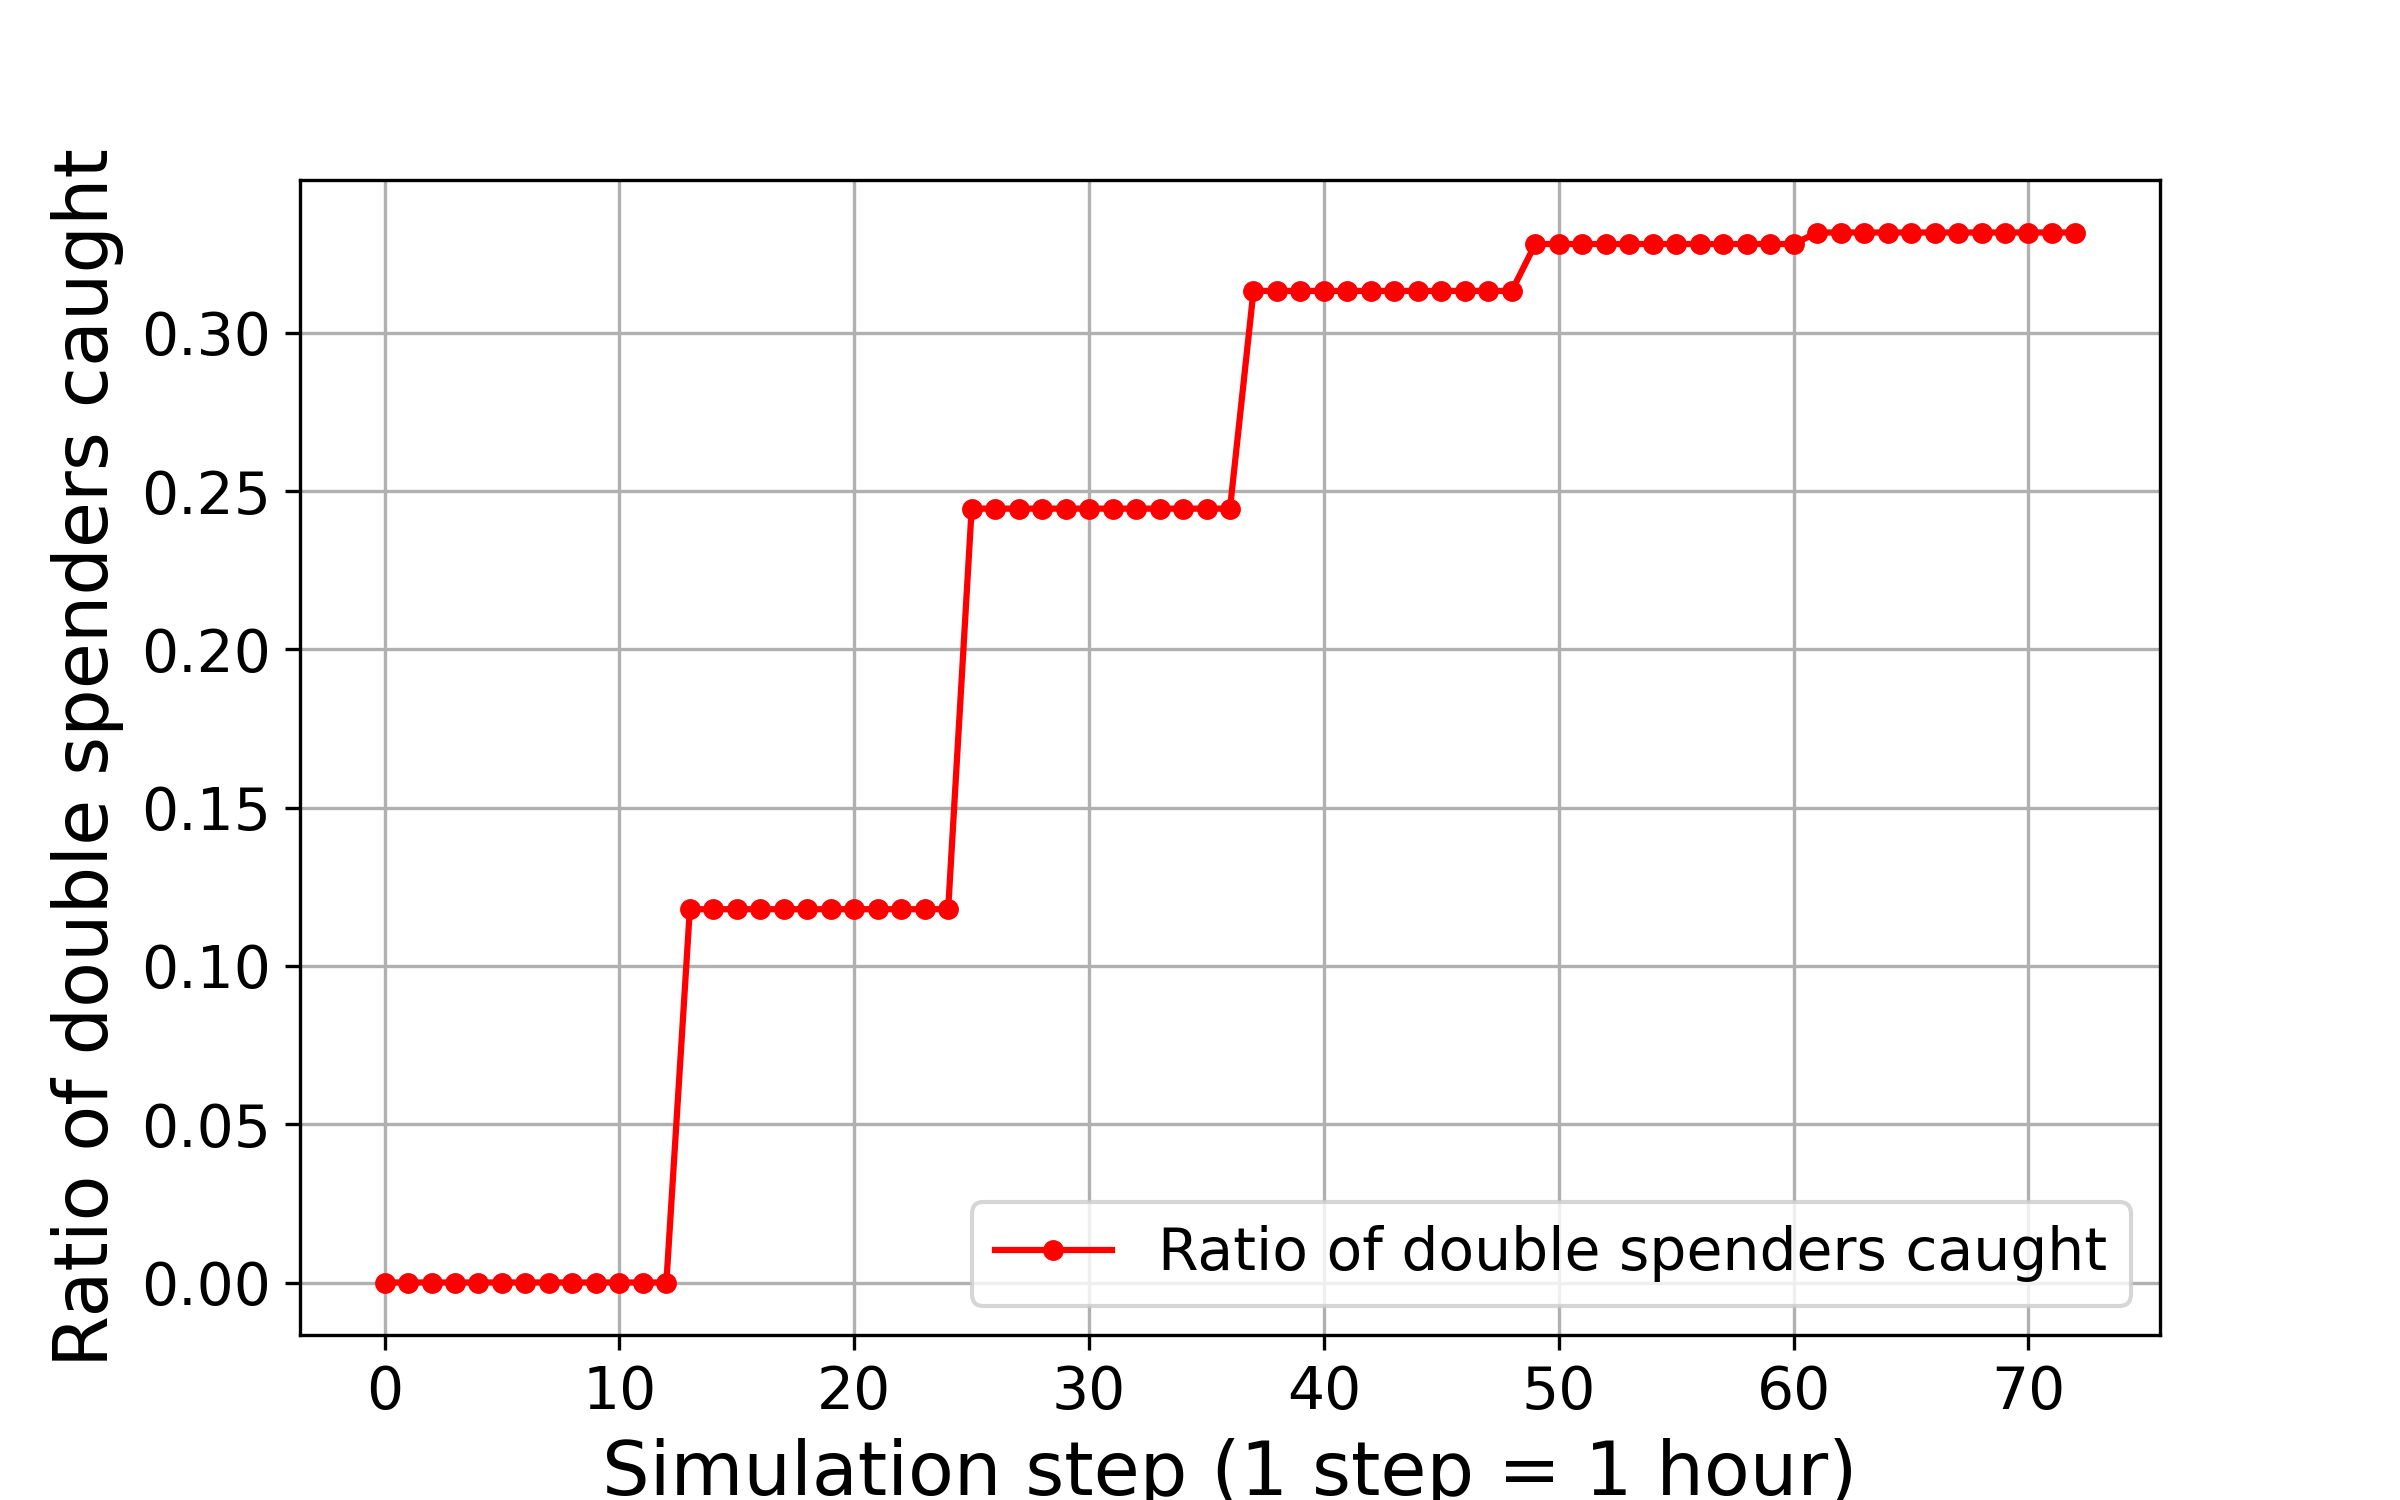 Ratio of double spenders caught
0.30
0.25
0.20
0.15
0.10
0.05
0.00
Ratio of double spenders caught
0 10 20 30 40 50 60 70
Simulation step (1 step = 1 hour)